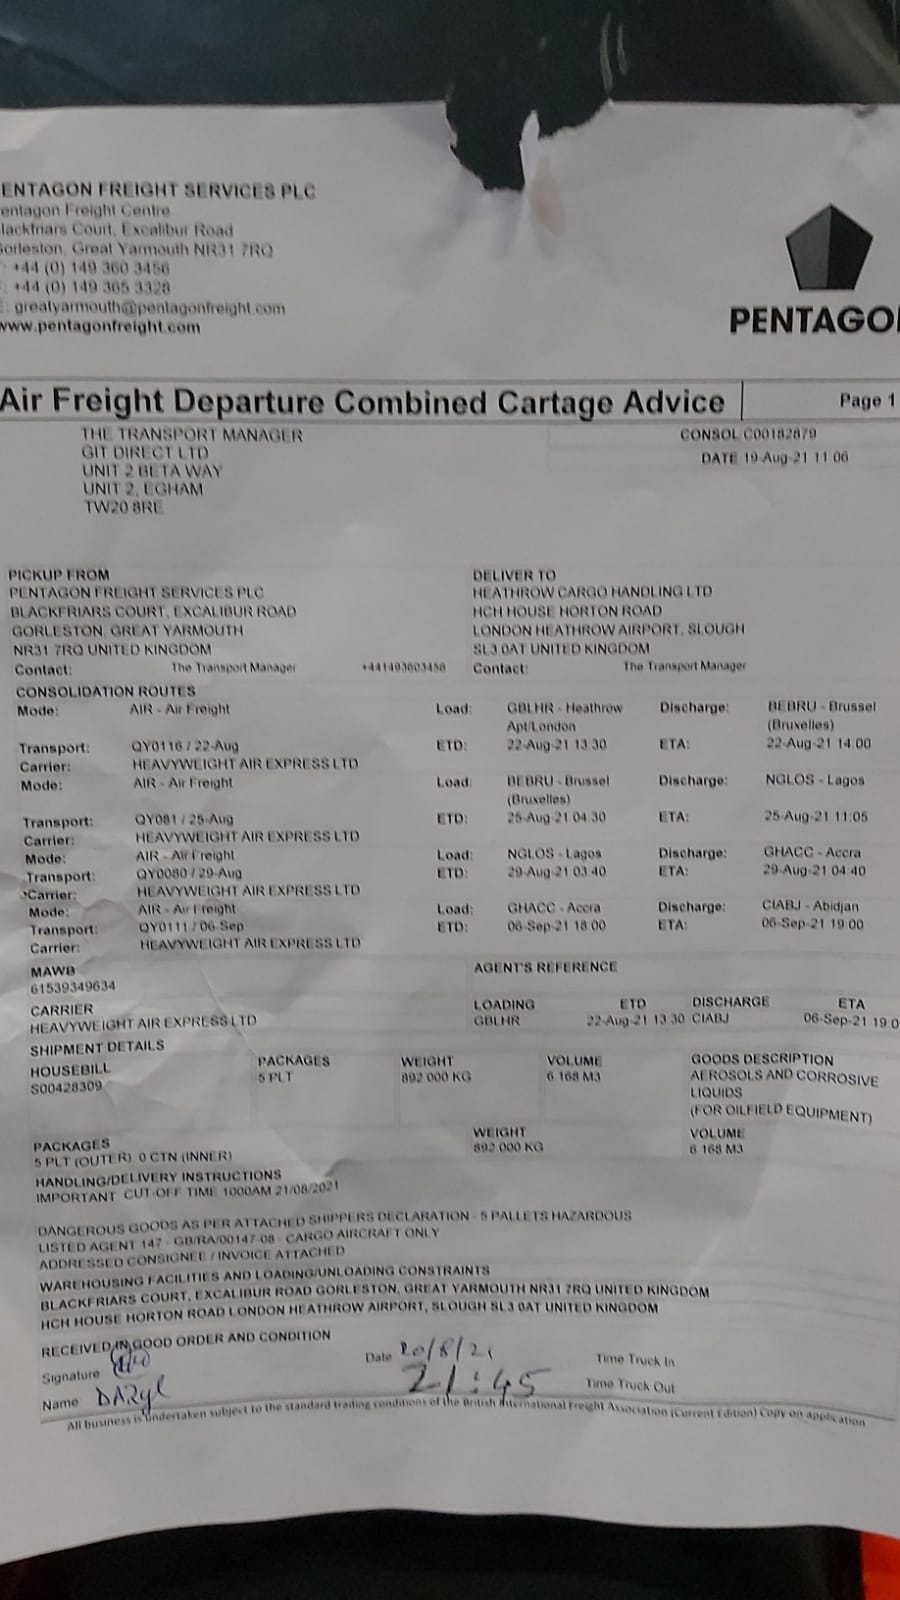 ENTAGON FREIGHT SERVICES PLC
entagon Freight Centre
lackfriars Court, Excalibur Road
orleston, Great Yarmouth NR31 7RQ
: +44 (0) 149 360 3456
: +44 (0) 149 365 3328
E: greatyarmouth@pentagonfreight.com
www.pentagonfreight.com
PENTAGO
Air Freight Departure Combined Cartage Advice Page 1
THE TRANSPORT MANAGER
GIT DIRECT LTD
UNIT 2 BETA WAY
UNIT 2, EGHAM
TW20 8RE
CONSOL C00182879
DATE 19-Aug-21 11:06
PICKUP FROM
PENTAGON FREIGHT SERVICES PLC
BLACKFRIARS COURT, EXCALIBUR ROAD
GORLESTON, GREAT YARMOUTH
NR31 7RQ UNITED KINGDOM
Contact: The Transport Manager +441493603456
DELIVER TO
HEATHROW CARGO HANDLING LTD
HCH HOUSE HORTON ROAD
LONDON HEATHROW AIRPORT, SLOUGH
SL3 0AT UNITED KINGDOM
Contact: The Transport Manager
CONSOLIDATION ROUTES
Mode: AIR - Air Freight Load: GBLHR - Heathrow Discharge: BEBRU - Brussel
Apt/London (Bruxelles)
Transport: QY0116 / 22-Aug ETD: 22-Aug-21 13:30 ETA: 22-Aug-21 14:00
Carrier: HEAVYWEIGHT AIR EXPRESS LTD
Mode: AIR - Air Freight Load: BEBRU - Brussel Discharge: NGLOS - Lagos
(Bruxelles)
Transport: QY081 / 25-Aug ETD: 25-Aug-21 04:30 ETA: 25-Aug-21 11:05
Carrier: HEAVYWEIGHT AIR EXPRESS LTD
Mode: AIR - Air Freight Load: NGLOS - Lagos Discharge: GHACC - Accra
Transport: QY0080 / 29-Aug ETD: 29-Aug-21 03:40 ETA: 29-Aug-21 04:40
Carrier: HEAVYWEIGHT AIR EXPRESS LTD
Mode: AIR - Air Freight Load: GHACC - Accra Discharge: CIABJ - Abidjan
Transport: QY0111 / 06-Sep ETD: 06-Sep-21 18:00 ETA: 06-Sep-21 19:00
Carrier: HEAVYWEIGHT AIR EXPRESS LTD
MAWB AGENT'S REFERENCE
61539349634
CARRIER LOADING ETD DISCHARGE ETA
HEAVYWEIGHT AIR EXPRESS LTD GBLHR 22-Aug-21 13:30 CIABJ 06-Sep-21 19:0
SHIPMENT DETAILS
HOUSEBILL PACKAGES WEIGHT VOLUME GOODS DESCRIPTION
S00428309 5 PLT 892.000 KG 6.168 M3 AEROSOLS AND CORROSIVE
LIQUIDS
(FOR OILFIELD EQUIPMENT)
PACKAGES WEIGHT VOLUME
5 PLT (OUTER), 0 CTN (INNER) 892.000 KG 6.168 M3
HANDLING/DELIVERY INSTRUCTIONS
IMPORTANT: CUT-OFF TIME 1000AM 21/08/2021
DANGEROUS GOODS AS PER ATTACHED SHIPPERS DECLARATION - 5 PALLETS HAZARDOUS
LISTED AGENT 147 - GB/RA/00147-08 - CARGO AIRCRAFT ONLY
ADDRESSED CONSIGNEE / INVOICE ATTACHED
WAREHOUSING FACILITIES AND LOADING/UNLOADING CONSTRAINTS
BLACKFRIARS COURT, EXCALIBUR ROAD GORLESTON, GREAT YARMOUTH NR31 7RQ UNITED KINGDOM
HCH HOUSE HORTON ROAD LONDON HEATHROW AIRPORT, SLOUGH SL3 0AT UNITED KINGDOM
RECEIVED IN GOOD ORDER AND CONDITION
Signature Date 20/8/21 Time Truck In
Name DARyl 21:45 Time Truck Out
All business is undertaken subject to the standard trading conditions of the British International Freight Association (Current Edition) Copy on application